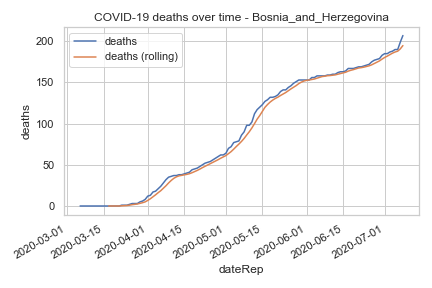 COVID-19 deaths over time - Bosnia_and_Herzegovina
deaths
deaths (rolling)
200
150
100
50
0
deaths
2020-03-01
2020-03-15
2020-04-01
2020-04-15
2020-05-01
2020-05-15
2020-06-01
2020-06-15
2020-07-01
dateRep